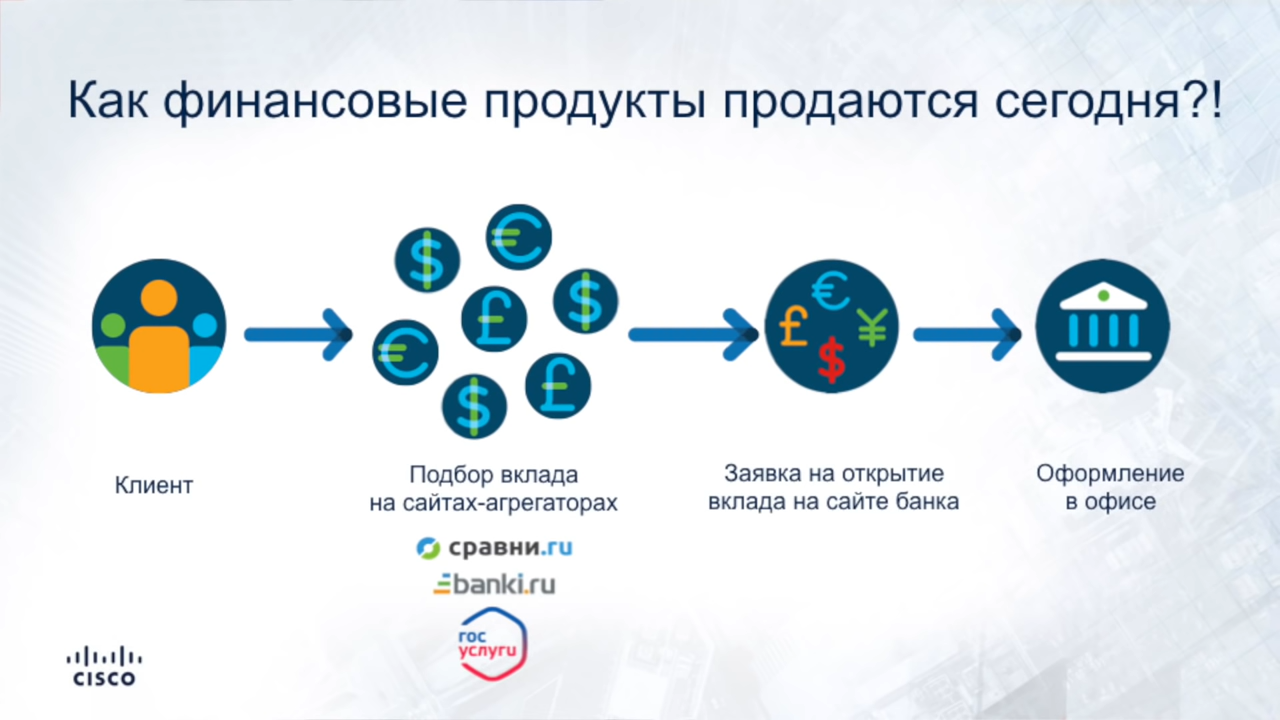 Как финансовые продукты продаются сегодня?!
Клиент
Подбор вклада
на сайтах-агрегаторах
Заявка на открытие
вклада на сайте банка
Оформление
в офисе
сравни.ru
banki.ru
гос
услуги
CISCO